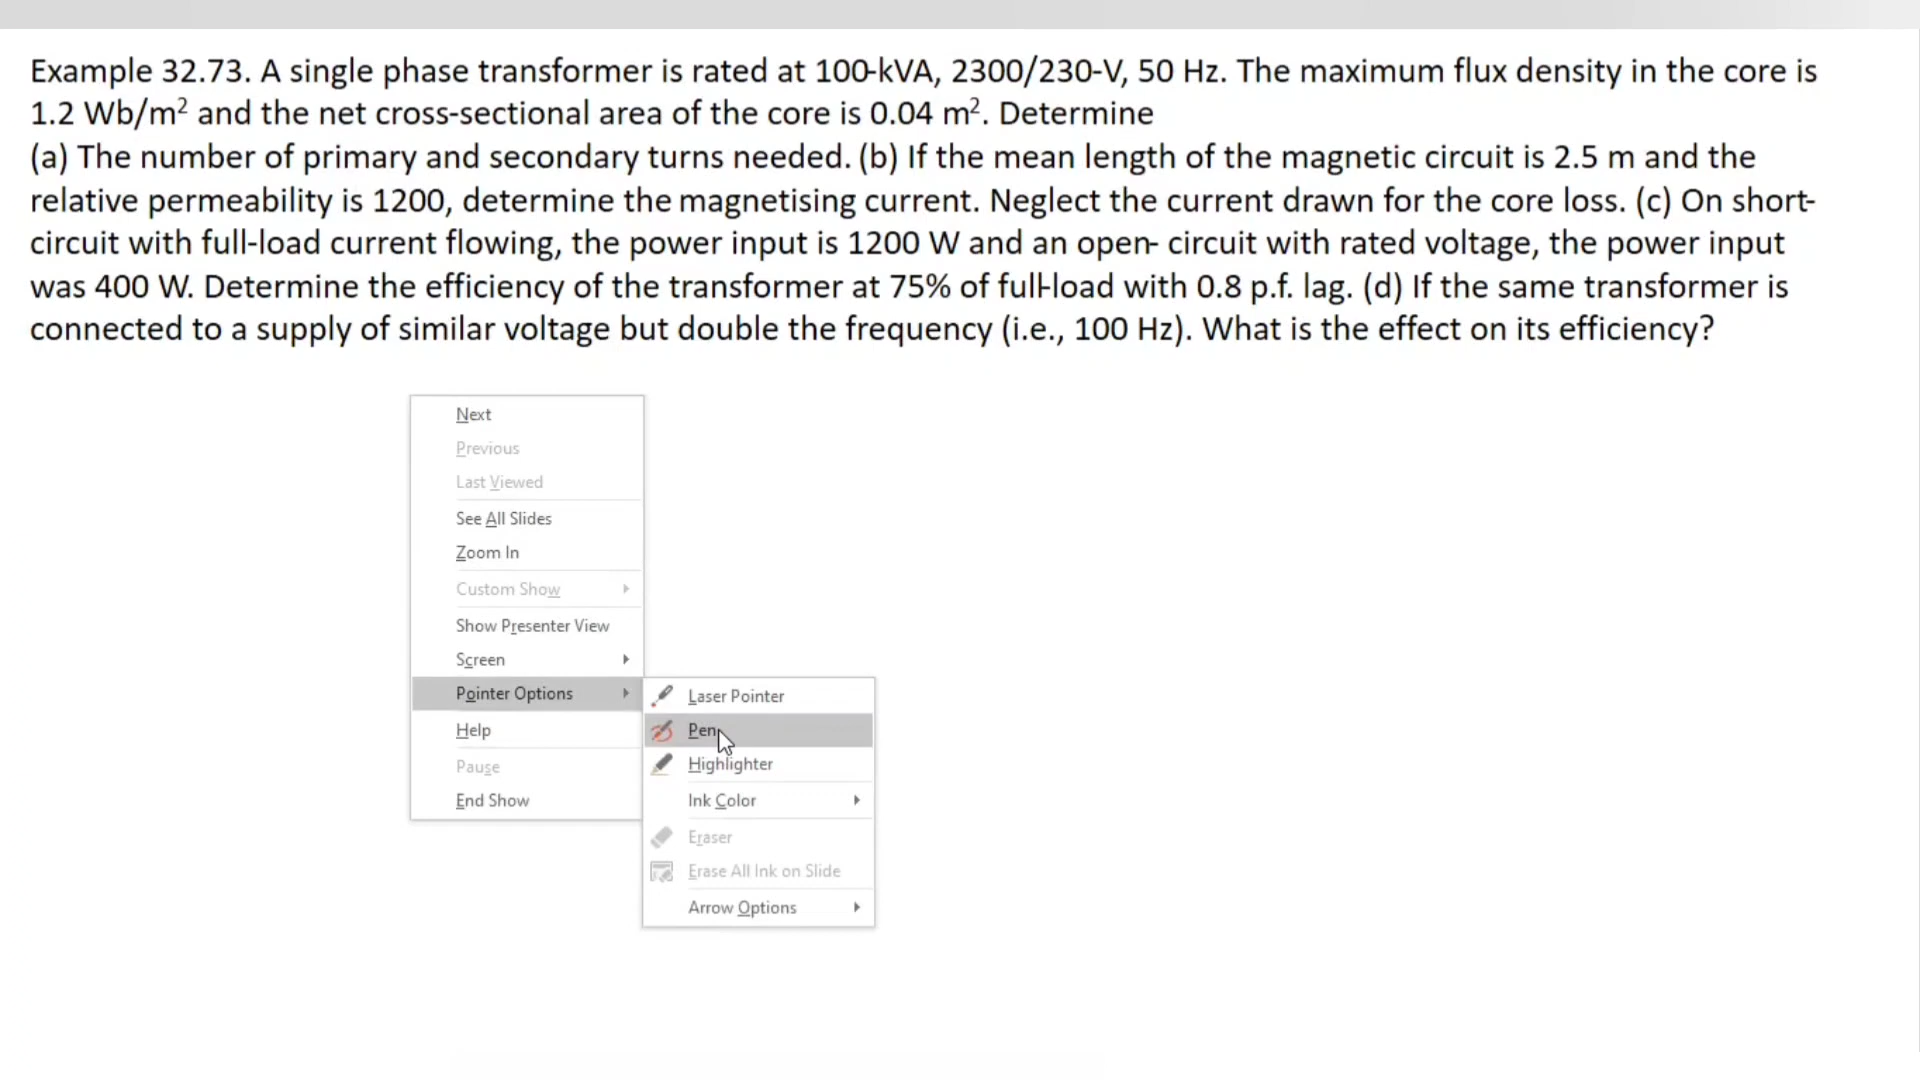 Example 32.73. A single phase transformer is rated at 100-kVA, 2300/230-V, 50 Hz. The maximum flux density in the core is
1.2 Wb/m² and the net cross-sectional area of the core is 0.04 m². Determine
(a) The number of primary and secondary turns needed. (b) If the mean length of the magnetic circuit is 2.5 m and the
relative permeability is 1200, determine the magnetising current. Neglect the current drawn for the core loss. (c) On short-
circuit with full-load current flowing, the power input is 1200 W and an open- circuit with rated voltage, the power input
was 400 W. Determine the efficiency of the transformer at 75% of full-load with 0.8 p.f. lag. (d) If the same transformer is
connected to a supply of similar voltage but double the frequency (i.e., 100 Hz). What is the effect on its efficiency?
Next
Previous
Last Viewed
See All Slides
Zoom In
Custom Show
Show Presenter View
Screen
Pointer Options
Help
Pause
End Show
Laser Pointer
Pen
Highlighter
Ink Color
Eraser
Erase All Ink on Slide
Arrow Options